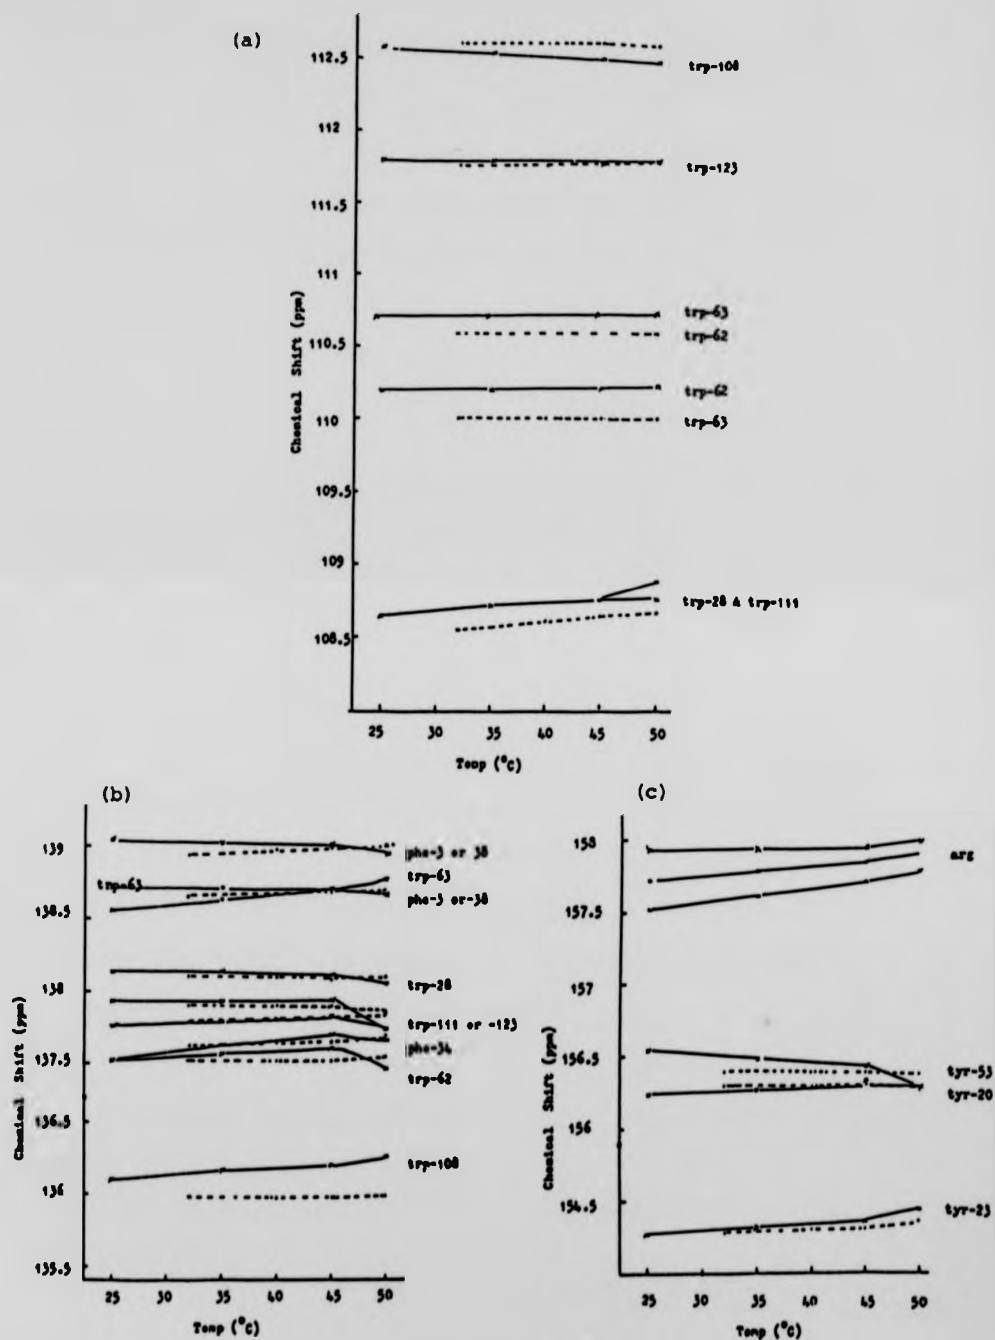 (a)
112.5
112
111.5
111
110.5
110
109.5
109
108.5
Chemical Shift (ppm)
trp-108
trp-123
trp-63
trp-62
trp-62
trp-63
trp-28 & trp-111
25 30 35 40 45 50
Temp (°C)
(b)
139
138.5
138
137.5
136.5
136
135.5
Chemical Shift (ppm)
trp-63
phe-3 or 38
trp-63
phe-3 or-38
trp-28
trp-111 or -123
phe-34
trp-62
trp-108
25 30 35 40 45 50
Temp (°C)
(c)
158
157.5
157
156.5
156
154.5
Chemical Shift (ppm)
arg
tyr-53
tyr-20
tyr-23
25 30 35 40 45 50
Temp (°C)